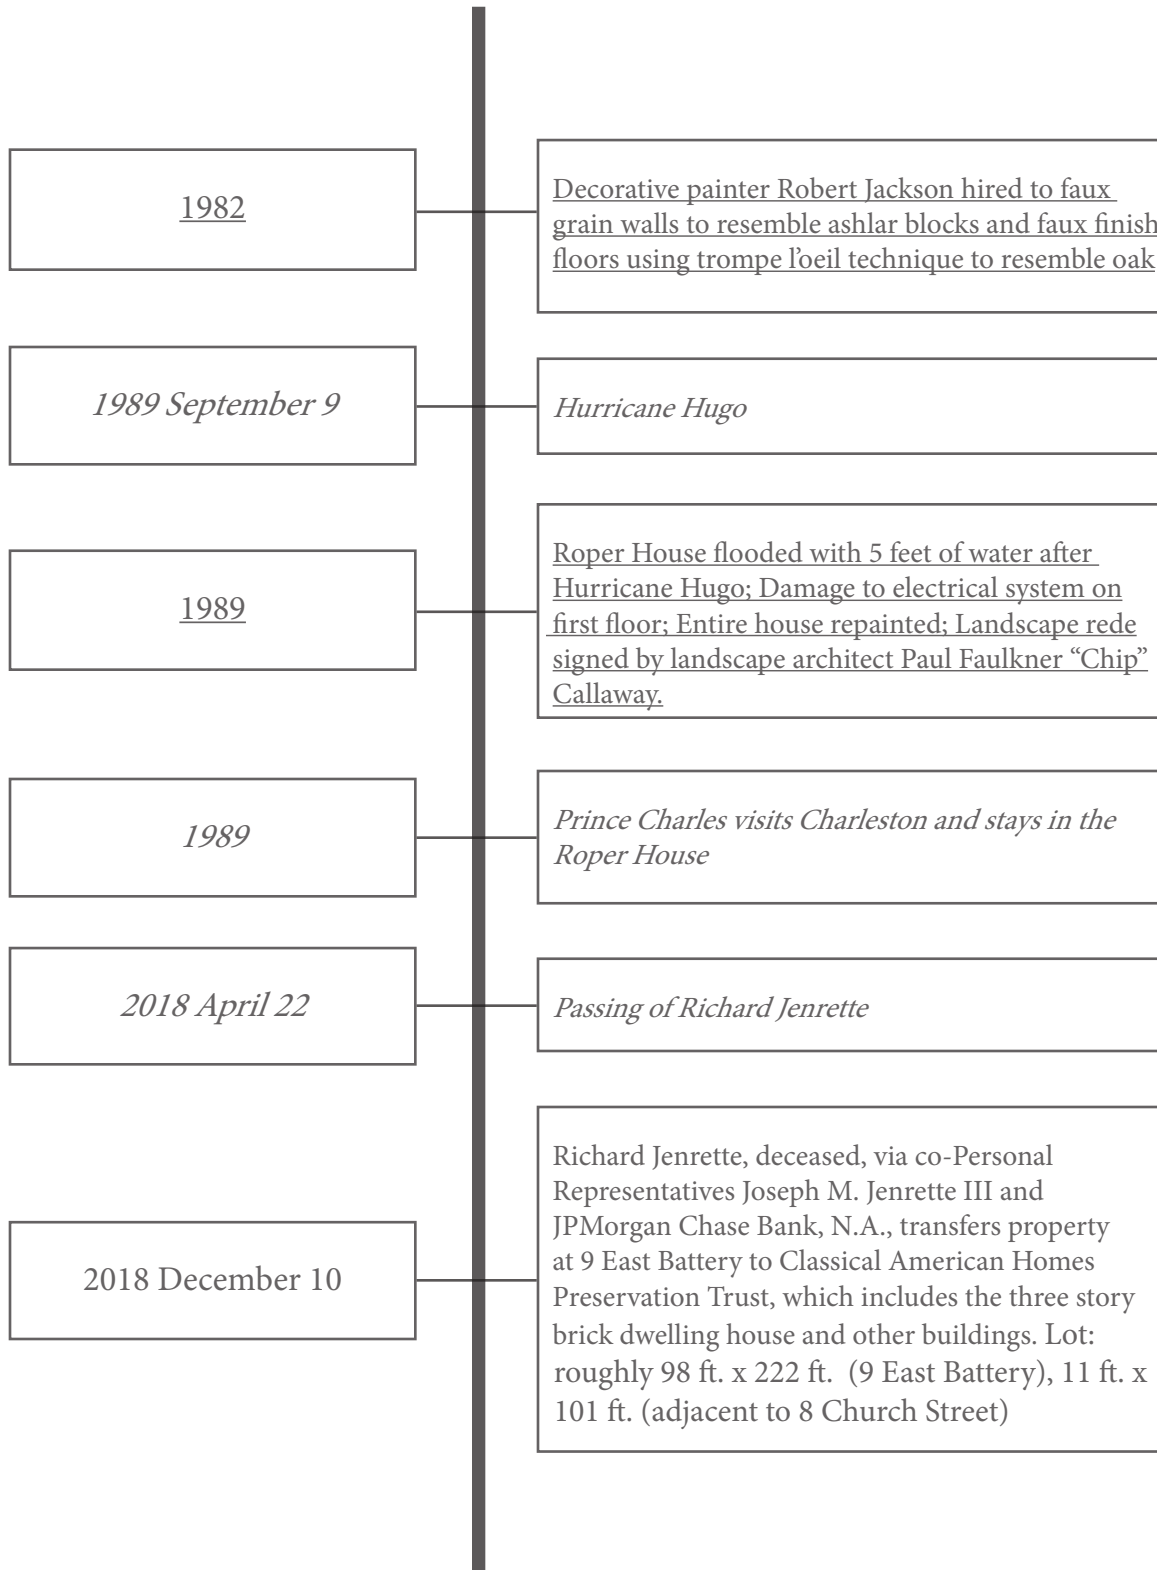 1982
Decorative painter Robert Jackson hired to faux
grain walls to resemble ashlar blocks and faux finish
floors using trompe l'oeil technique to resemble oak
1989 September 9
Hurricane Hugo
1989
Roper House flooded with 5 feet of water after
Hurricane Hugo; Damage to electrical system on
first floor; Entire house repainted; Landscape rede
signed by landscape architect Paul Faulkner “Chip”
Callaway.
1989
Prince Charles visits Charleston and stays in the
Roper House
2018 April 22
Passing of Richard Jenrette
2018 December 10
Richard Jenrette, deceased, via co-Personal
Representatives Joseph M. Jenrette III and
JPMorgan Chase Bank, N.A., transfers property
at 9 East Battery to Classical American Homes
Preservation Trust, which includes the three story
brick dwelling house and other buildings. Lot:
roughly 98 ft. x 222 ft. (9 East Battery), 11 ft. x
101 ft. (adjacent to 8 Church Street)